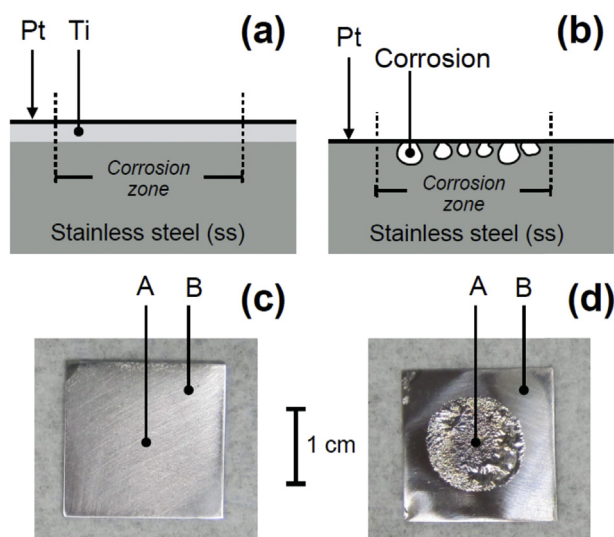 Pt Ti (a)
Corrosion
zone
Stainless steel (ss)
Pt (b)
Corrosion
Corrosion
zone
Stainless steel (ss)
A B (c)
1 cm
A B (d)